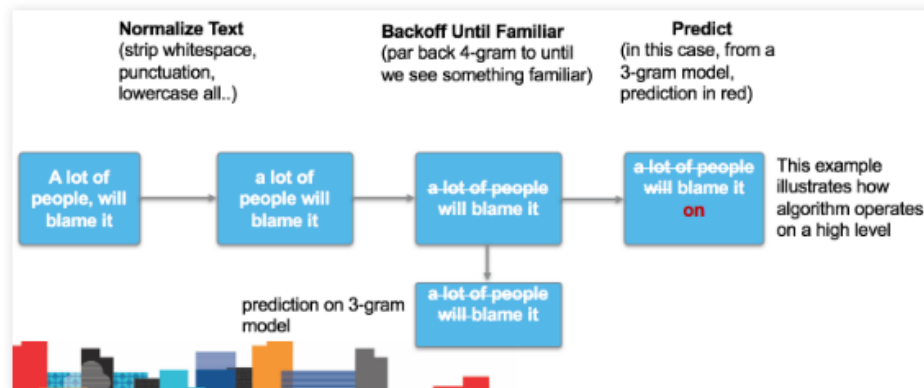 Normalize Text
(strip whitespace,
punctuation,
lowercase all..)
Backoff Until Familiar
(par back 4-gram to until
we see something familiar)
Predict
(in this case, from a
3-gram model,
prediction in red)
A lot of
people, will
blame it
a lot of
people will
blame it
a lot of people
will blame it
a lot of people
will blame it
on
This example
illustrates how
algorithm operates
on a high level
prediction on 3-gram
model
a lot of people
will blame it